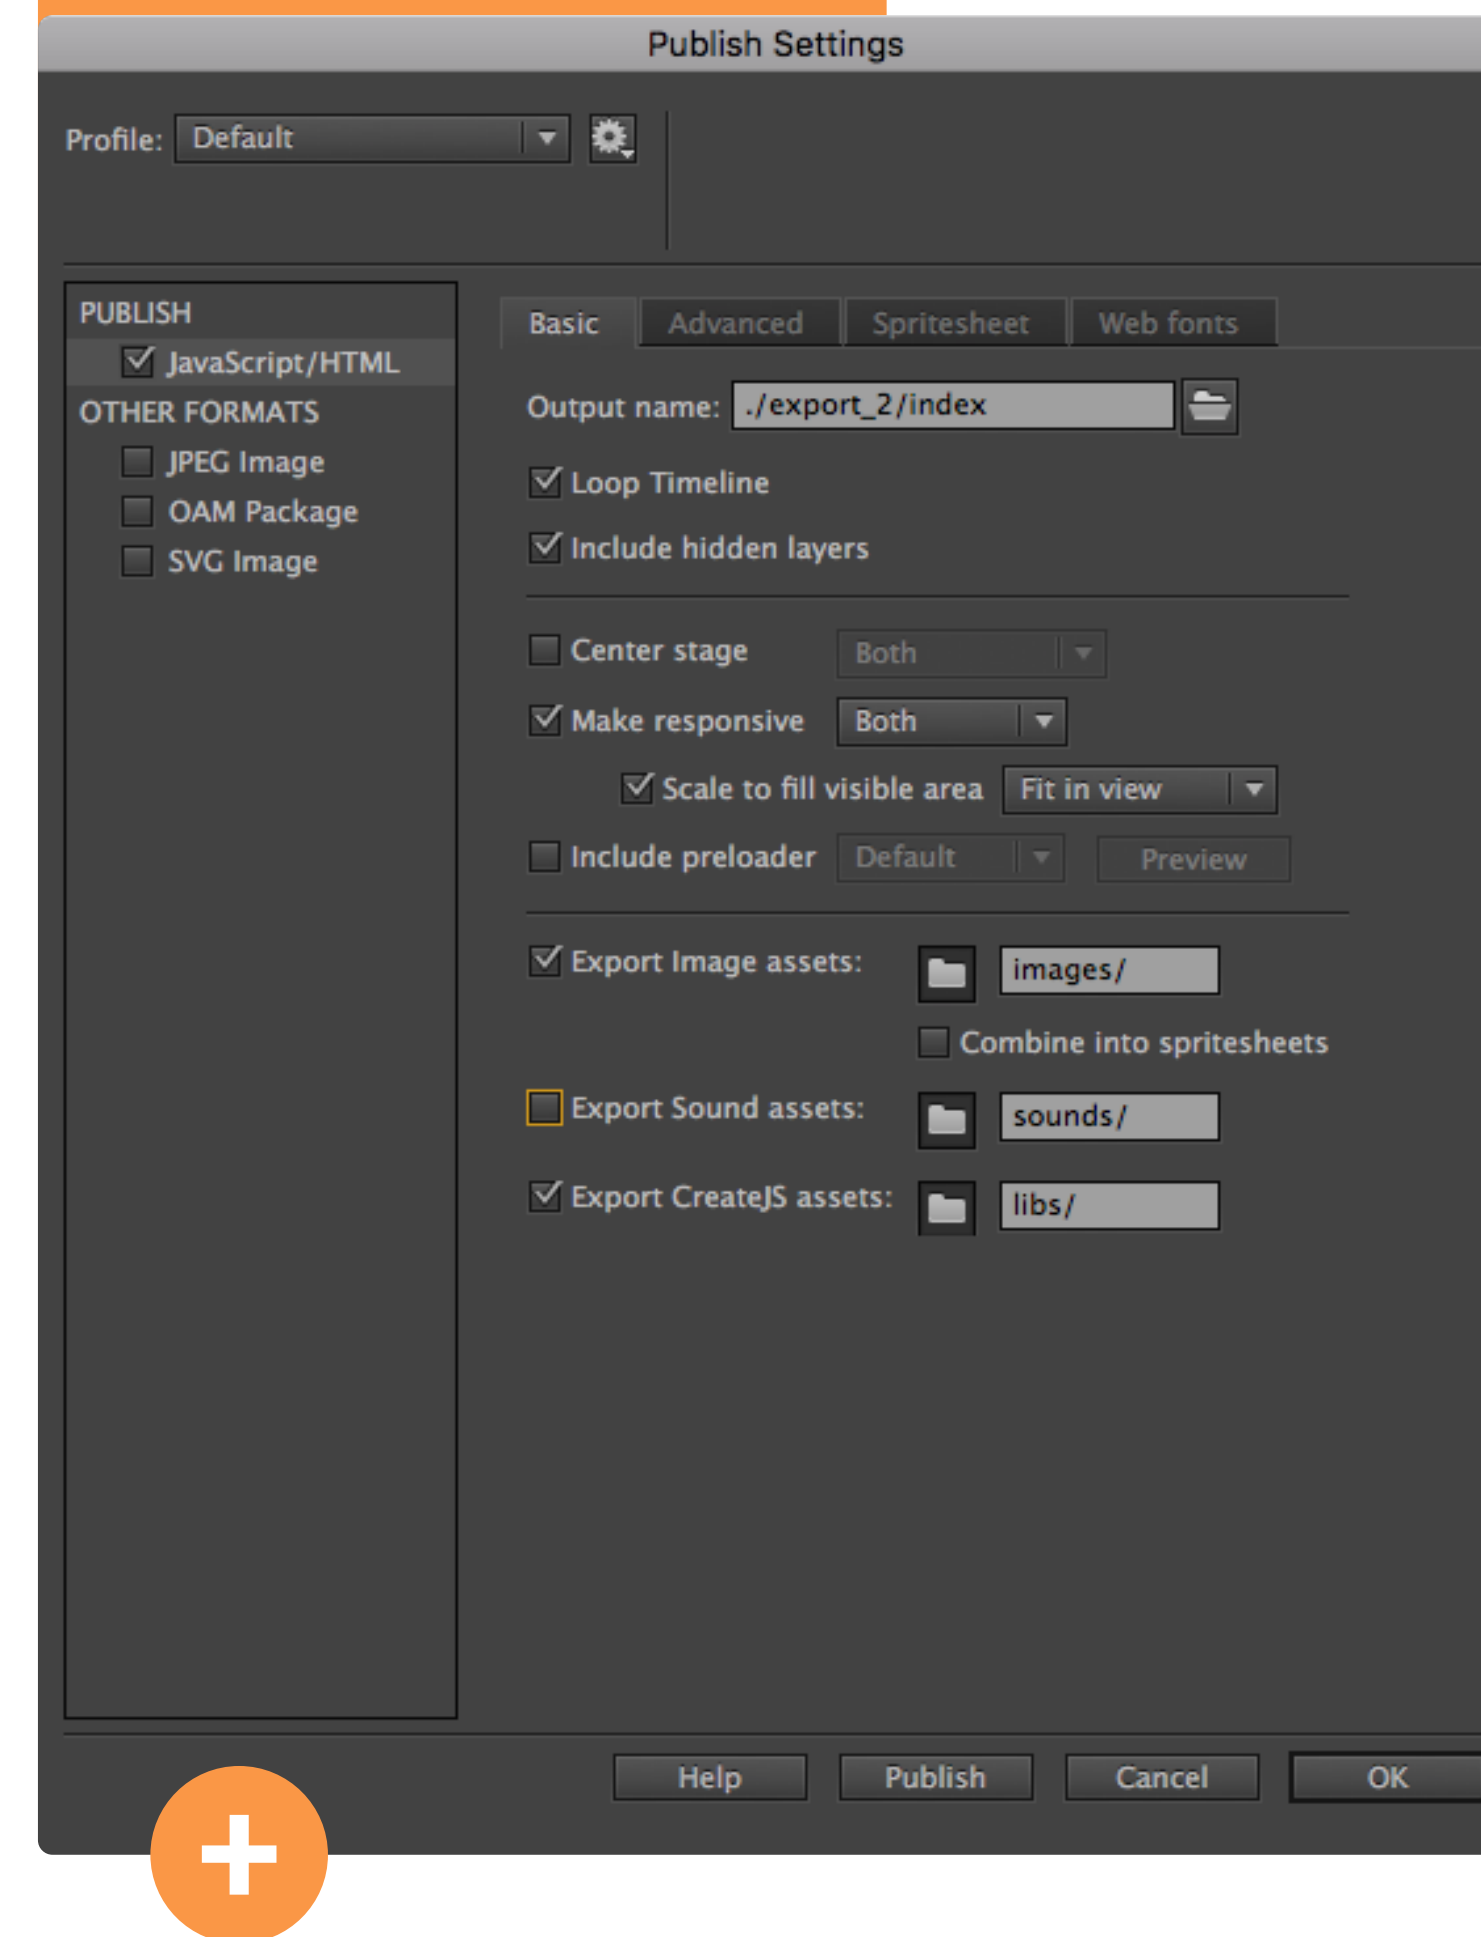 Publish Settings
Profile: Default
PUBLISH
JavaScript/HTML
OTHER FORMATS
JPEG Image
OAM Package
SVG Image
Basic Advanced Spritesheet Web fonts
Output name: ./export_2/index
Loop Timeline
Include hidden layers
Center stage Both
Make responsive Both
Scale to fill visible area Fit in view
Include preloader Default Preview
Export Image assets: images/
Combine into spritesheets
Export Sound assets: sounds/
Export CreateJS assets: libs/
Help Publish Cancel OK